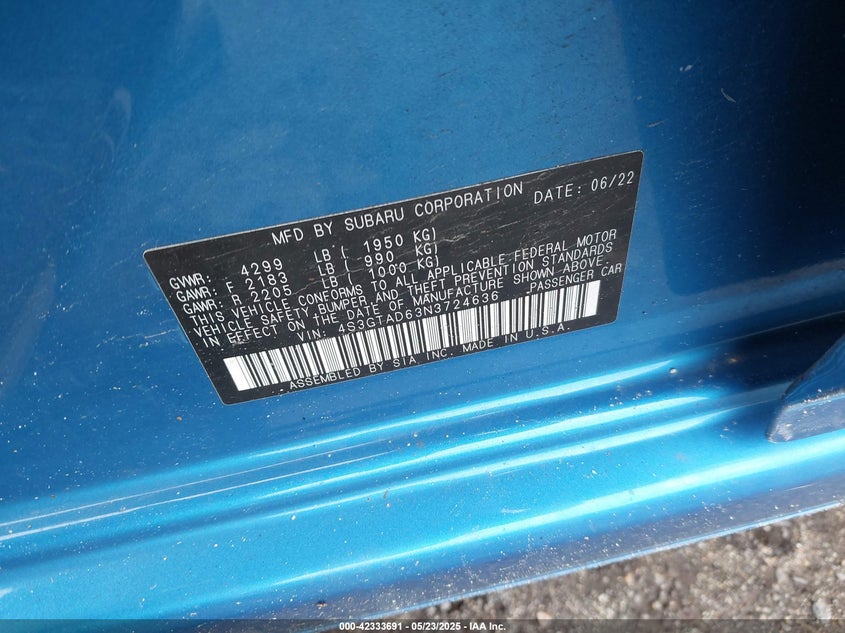 MFD BY SUBARU CORPORATION DATE: 06/22
GVWR: 4299 LB ( 1950 KG)
GAWR: F 2183 LB ( 990 KG)
GAWR: R 2205 LB ( 1000 KG)
THIS VEHICLE CONFORMS TO ALL APPLICABLE FEDERAL MOTOR
VEHICLE SAFETY, BUMPER, AND THEFT PREVENTION STANDARDS
IN EFFECT ON THE DATE OF MANUFACTURE SHOWN ABOVE.
VIN: 4S3GTAD63N3724636 PASSENGER CAR
ASSEMBLED BY SIA INC. MADE IN U.S.A.
000-42333691 - 05/23/2025 - IAA Inc.